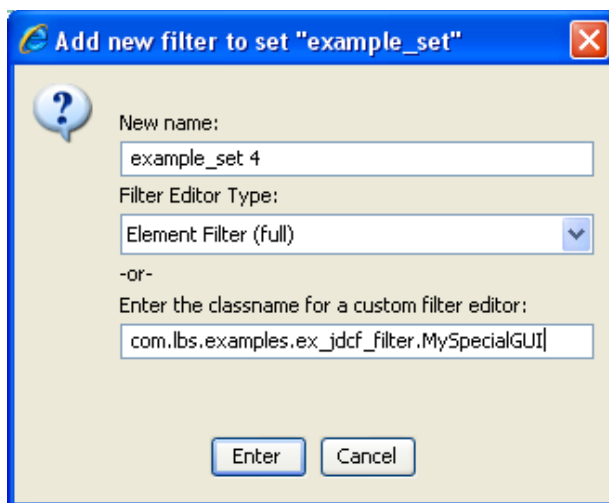 Add new filter to set "example_set"
New name:
example_set 4
Filter Editor Type:
Element Filter (full)
-or-
Enter the classname for a custom filter editor:
com.lbs.examples.ex_jdcf_filter.MySpecialGUI
Enter
Cancel